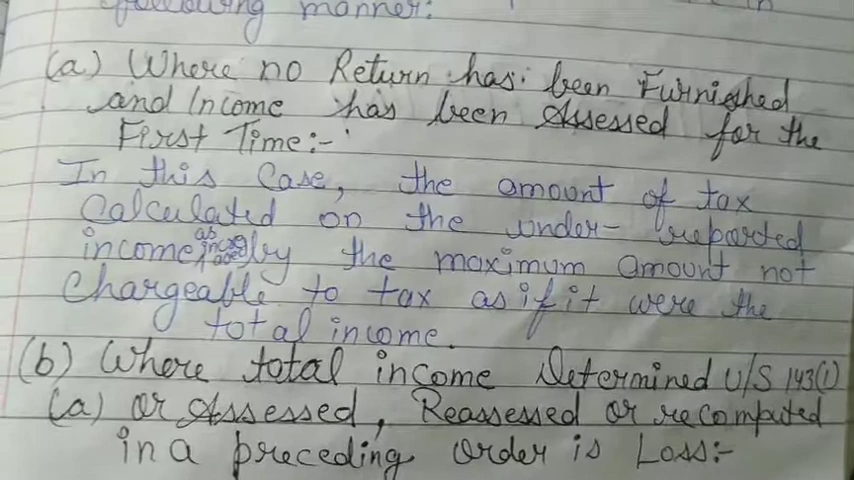 following manner:
(a) Where no Return has been Furnished
and Income has been Assessed for the
First Time:-
In this Case, the amount of tax
Calculated on the under-reported
income as increased by the maximum amount not
Chargeable to tax as if it were the
total income.
(b) Where total income Determined U/S 143(1)
(a) or Assessed, Reassessed or recomputed
in a preceding order is Loss:-